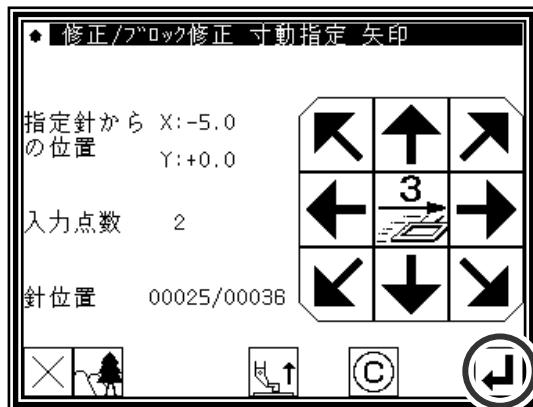 修正/ブロック修正 寸動指定 矢印
指定針から X:-5.0
の位置 Y:+0.0
3
入力点数 2
針位置 00025/00036
C